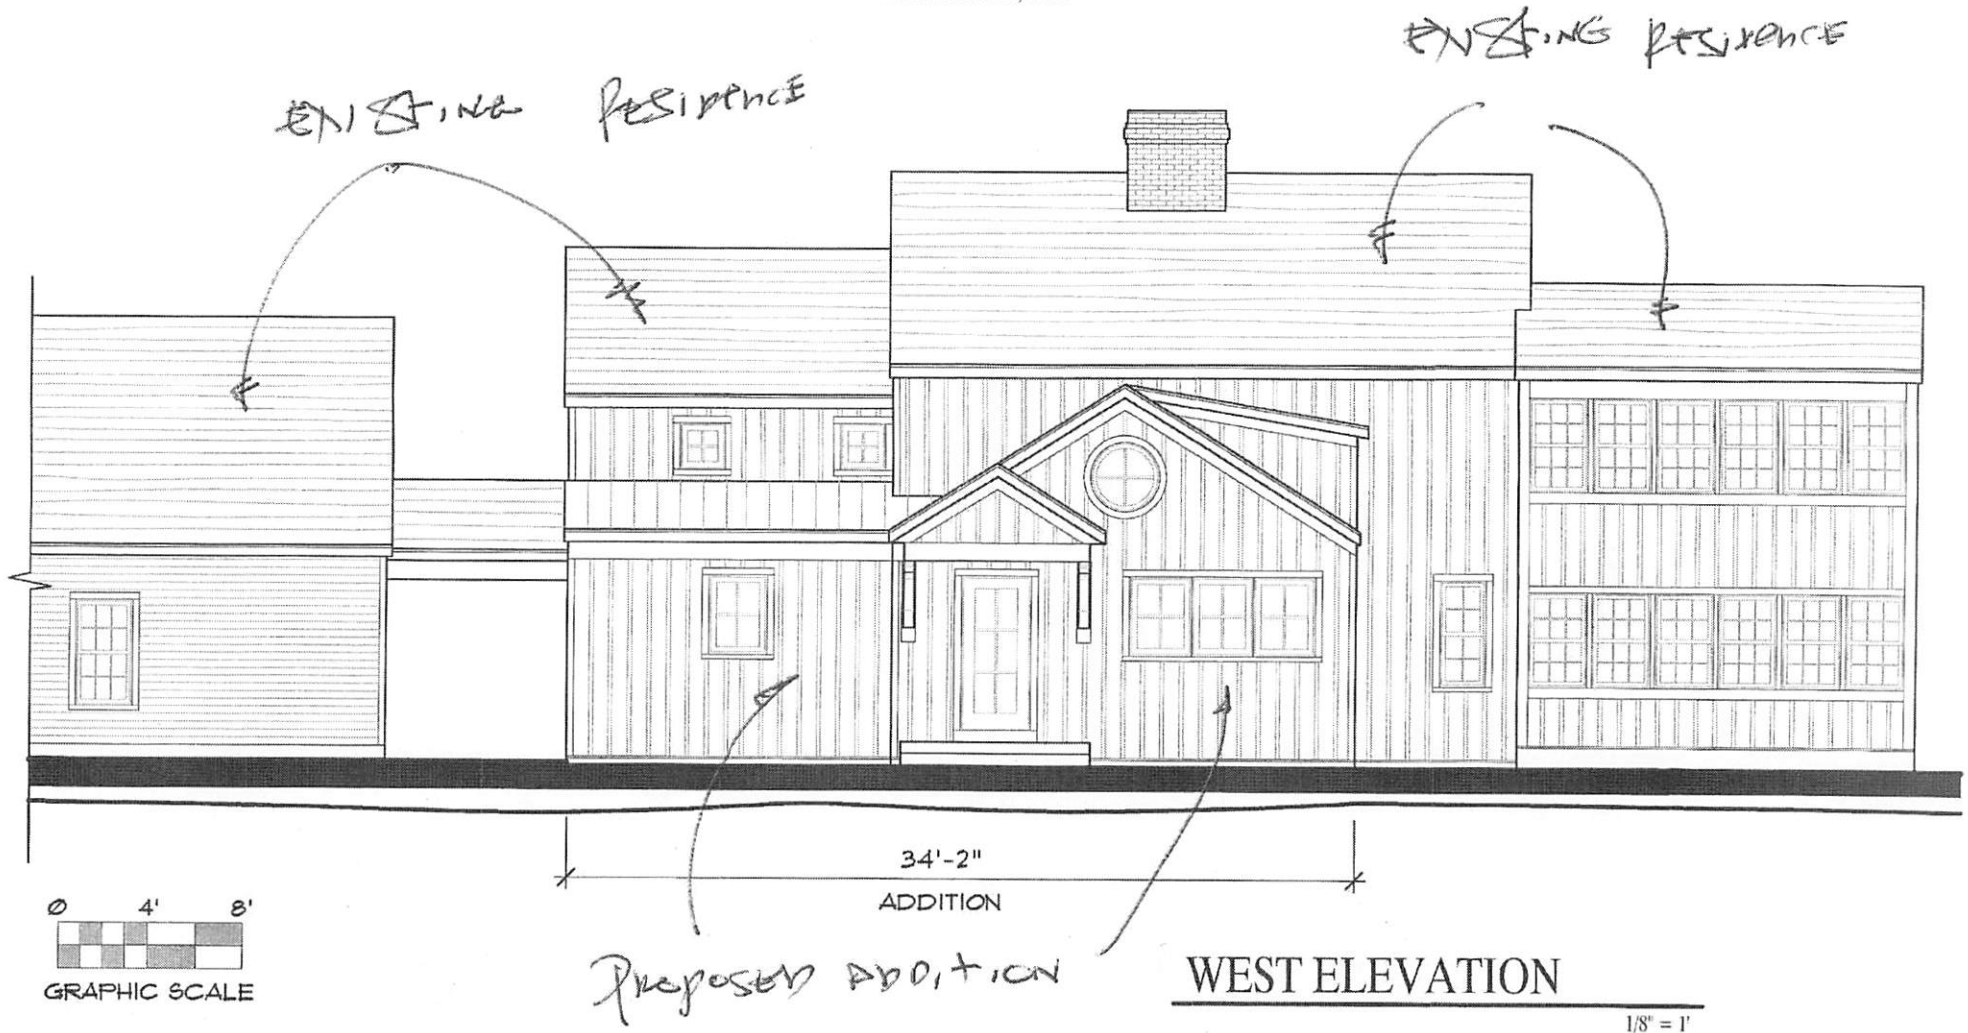 EXISTING RESIDENCE
EXISTING RESIDENCE
34'-2"
ADDITION
0 4' 8'
GRAPHIC SCALE
PROPOSED ADDITION
WEST ELEVATION
1/8" = 1'